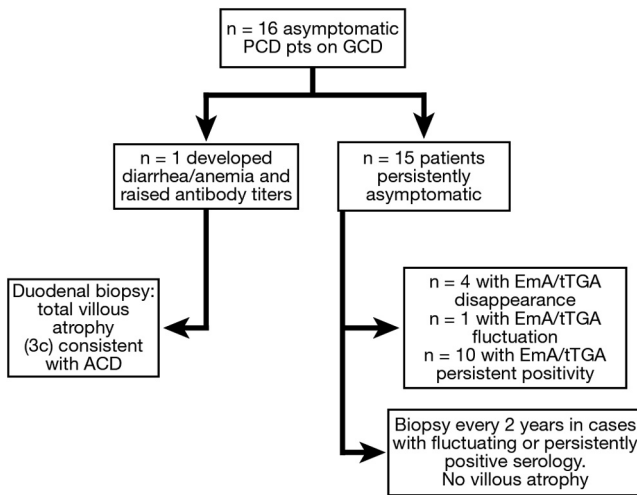 n = 16 asymptomatic
PCD pts on GCD
n = 1 developed
diarrhea/anemia and
raised antibody titers
n = 15 patients
persistently
asymptomatic
Duodenal biopsy:
total villous
atrophy
(3c) consistent
with ACD
n = 4 with EmA/tTGA
disappearance
n = 1 with EmA/tTGA
fluctuation
n = 10 with EmA/tTGA
persistent positivity
Biopsy every 2 years in cases
with fluctuating or persistently
positive serology.
No villous atrophy